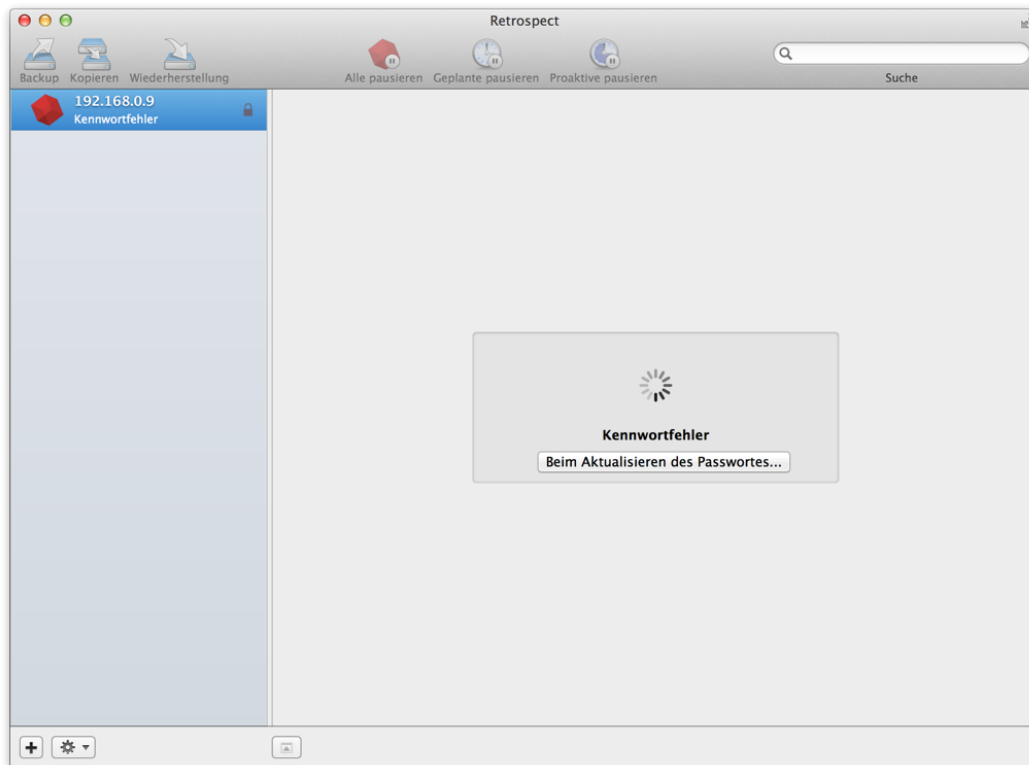 Retrospect
Backup Kopieren Wiederherstellung
Alle pausieren Geplante pausieren Proaktive pausieren
Suche
192.168.0.9
Kennwortfehler
Kennwortfehler
Beim Aktualisieren des Passwortes...